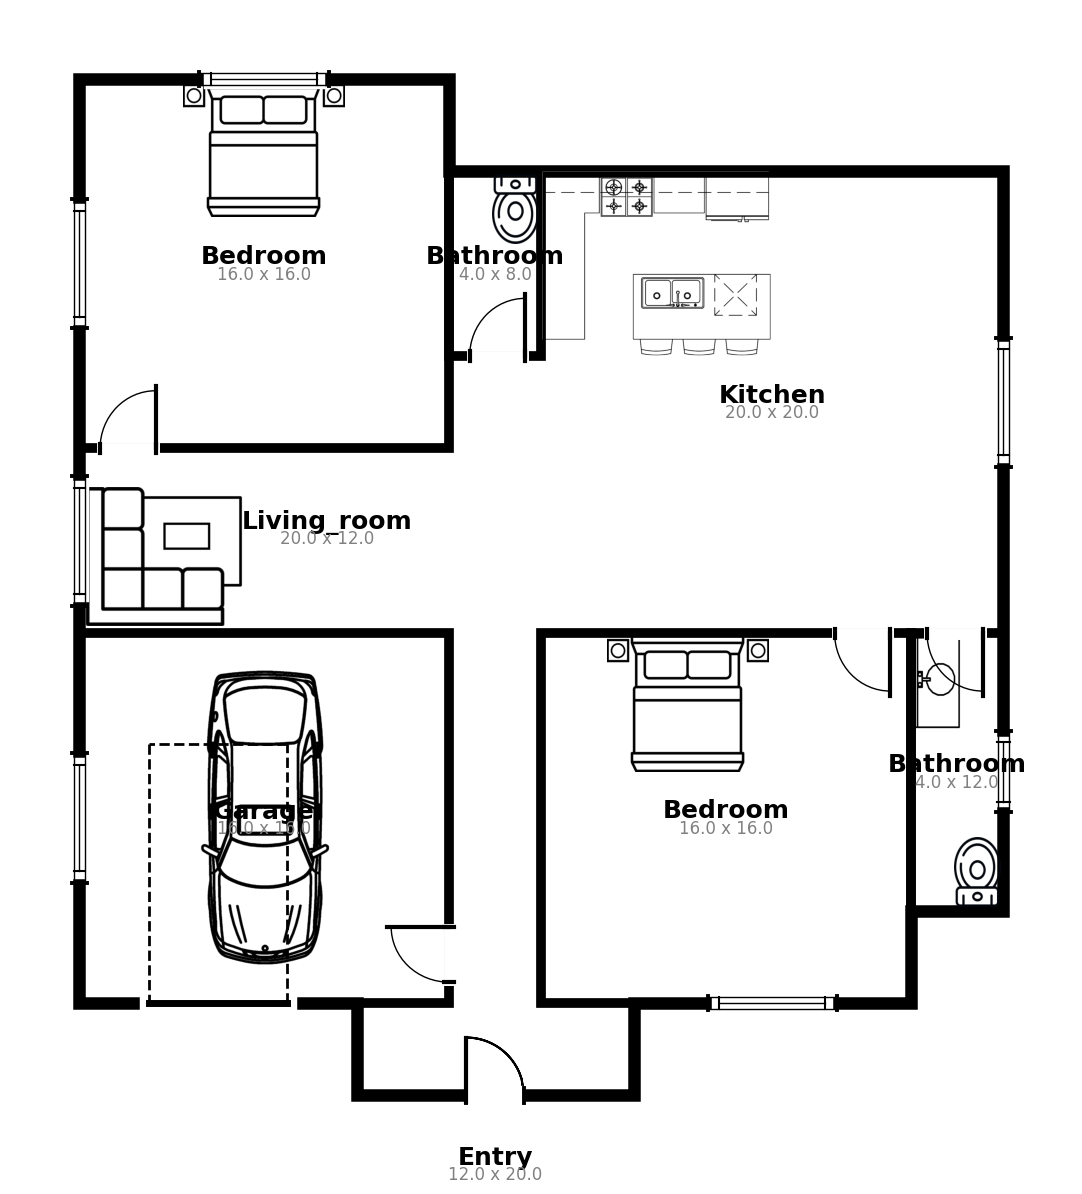 Bedroom
16.0 x 16.0
Bathroom
4.0 x 8.0
Kitchen
20.0 x 20.0
Living_room
20.0 x 12.0
Garage
16.0 x 16.0
Bedroom
16.0 x 16.0
Bathroom
4.0 x 12.0
Entry
12.0 x 20.0